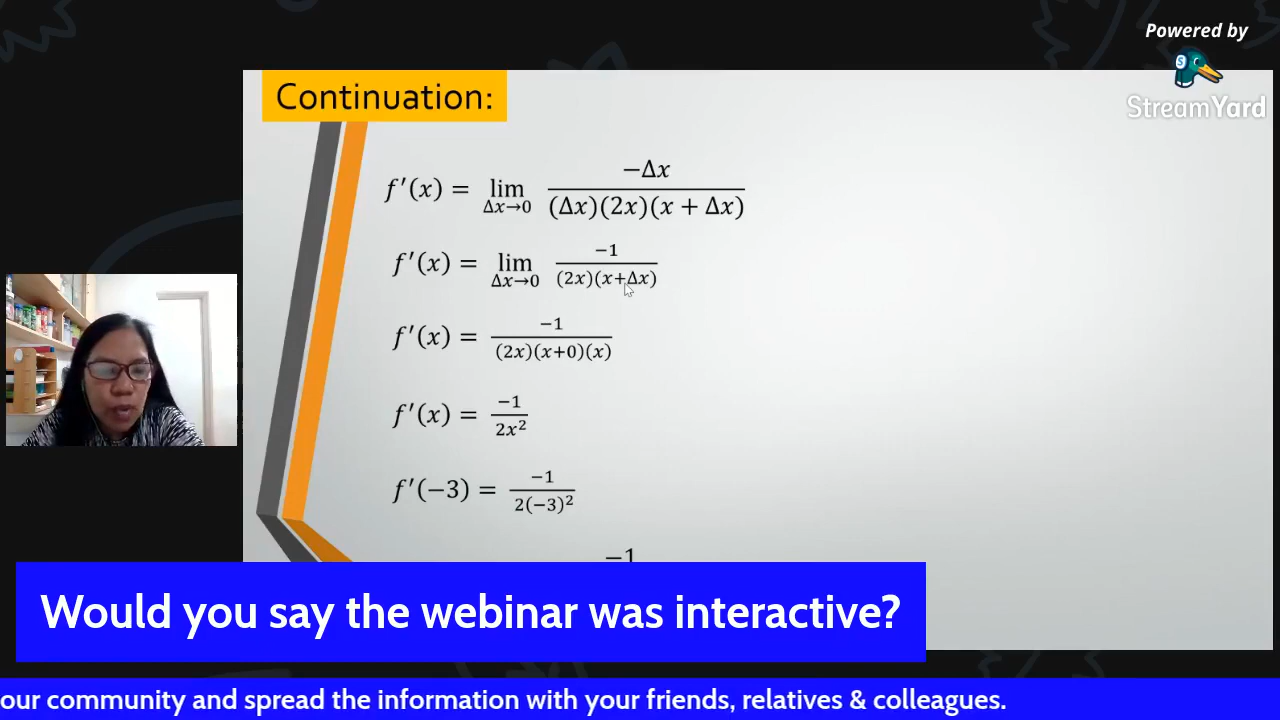 Powered by
StreamYard
Continuation:
f′(x) = lim Δx→0 −Δx / (Δx)(2x)(x + Δx)
f′(x) = lim Δx→0 −1 / (2x)(x+Δx)
f′(x) = −1 / (2x)(x+0)(x)
f′(x) = −1 / 2x²
f′(−3) = −1 / 2(−3)²
−1
Would you say the webinar was interactive?
our community and spread the information with your friends, relatives & colleagues.